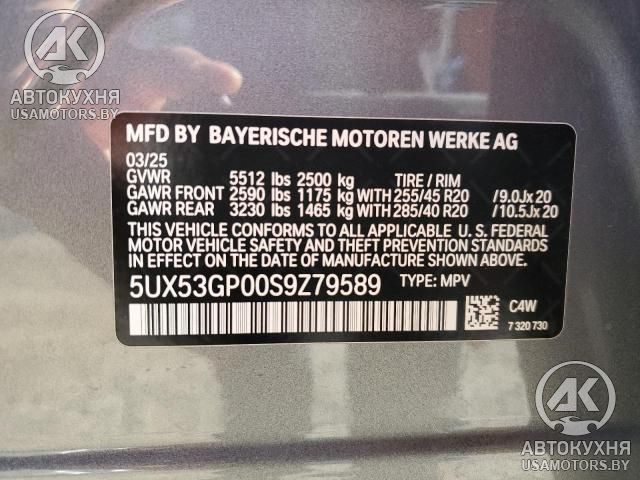 AK
АВТОКУХНЯ
USAMOTORS.BY
MFD BY BAYERISCHE MOTOREN WERKE AG
03/25
GVWR 5512 lbs 2500 kg TIRE / RIM
GAWR FRONT 2590 lbs 1175 kg WITH 255/45 R20 /9.0Jx20
GAWR REAR 3230 lbs 1465 kg WITH 285/40 R20 /10.5Jx20
THIS VEHICLE CONFORMS TO ALL APPLICABLE U. S. FEDERAL
MOTOR VEHICLE SAFETY AND THEFT PREVENTION STANDARDS
IN EFFECT ON THE DATE OF MANUFACTURE SHOWN ABOVE.
5UX53GP00S9Z79589 TYPE: MPV
C4W
7 320 730
AK
АВТОКУХНЯ
USAMOTORS.BY